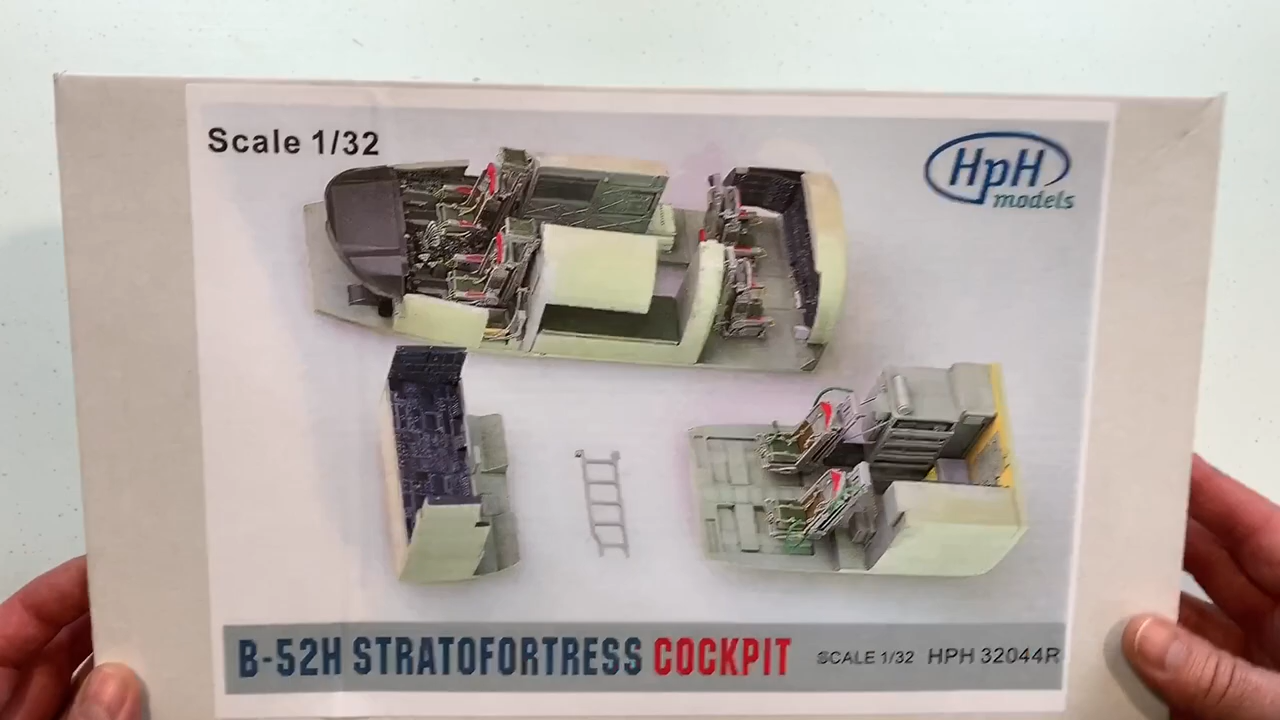 Scale 1/32
HpH
models
B-52H STRATOFORTRESS COCKPIT SCALE 1/32 HPH 32044R